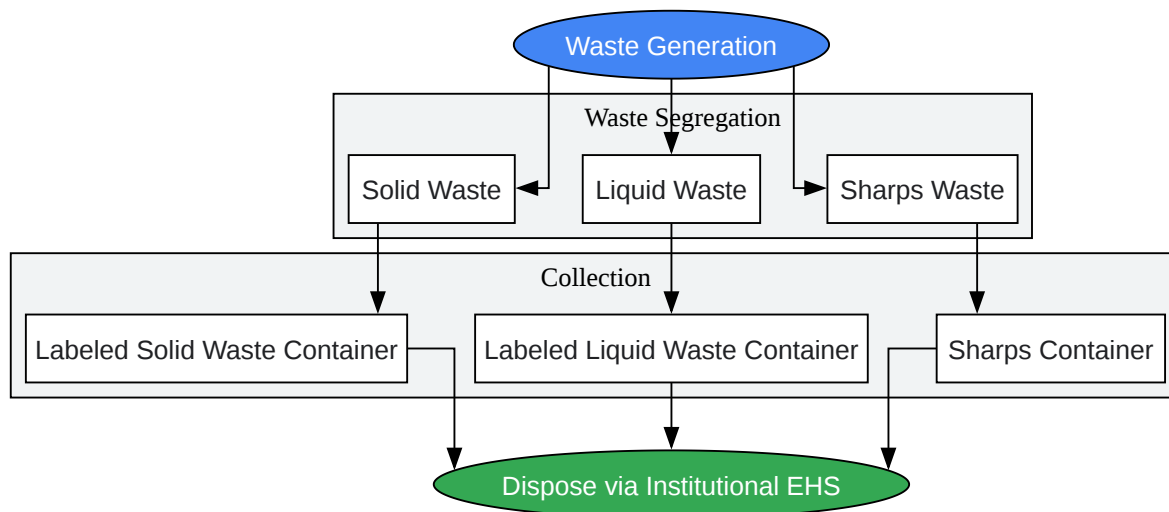 Waste Generation
Waste Segregation
Solid Waste
Liquid Waste
Sharps Waste
Collection
Labeled Solid Waste Container
Labeled Liquid Waste Container
Sharps Container
Dispose via Institutional EHS